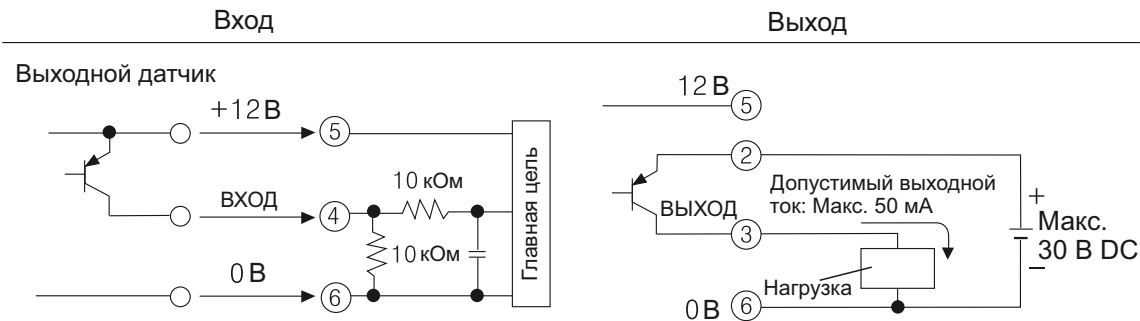 Вход
Выход
Выходной датчик
+12В
5
ВХОД
4
10 кОм
10 кОм
0В
6
Главная цель
12В
5
2
Допустимый выходной
ток: Макс. 50 мА
ВЫХОД
3
Нагрузка
0В
6
+
Макс.
30 В DC
−